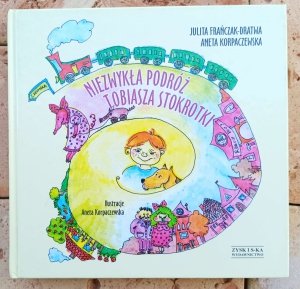 JULITA FRAŃCZAK-DRATWA
ANETA KORPACZEWSKA
NIEZWYKŁA PODRÓŻ
TOBIASZA STOKROTKI
Ilustracje
Aneta Korpaczewska
ZYSK I S-KA
WYDAWNICTWO